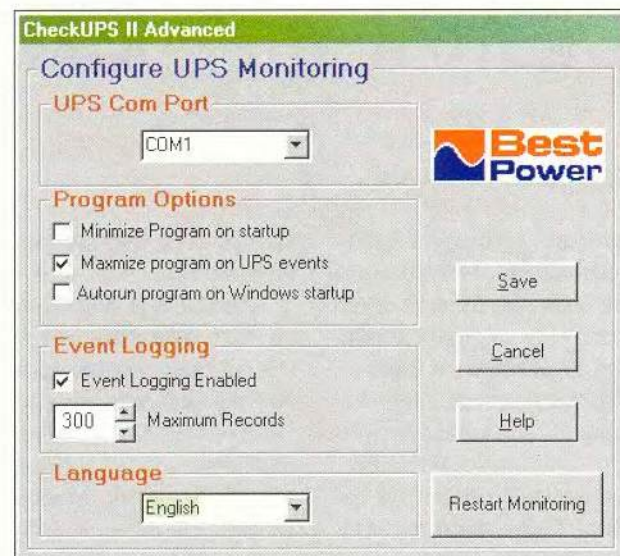 CheckUPS II Advanced
Configure UPS Monitoring
UPS Com Port
COM1
Best
Power
Program Options
Minimize Program on startup
Maxmize program on UPS events
Autorun program on Windows startup
Save
Event Logging
Event Logging Enabled
Cancel
300 Maximum Records
Help
Language
English
Restart Monitoring